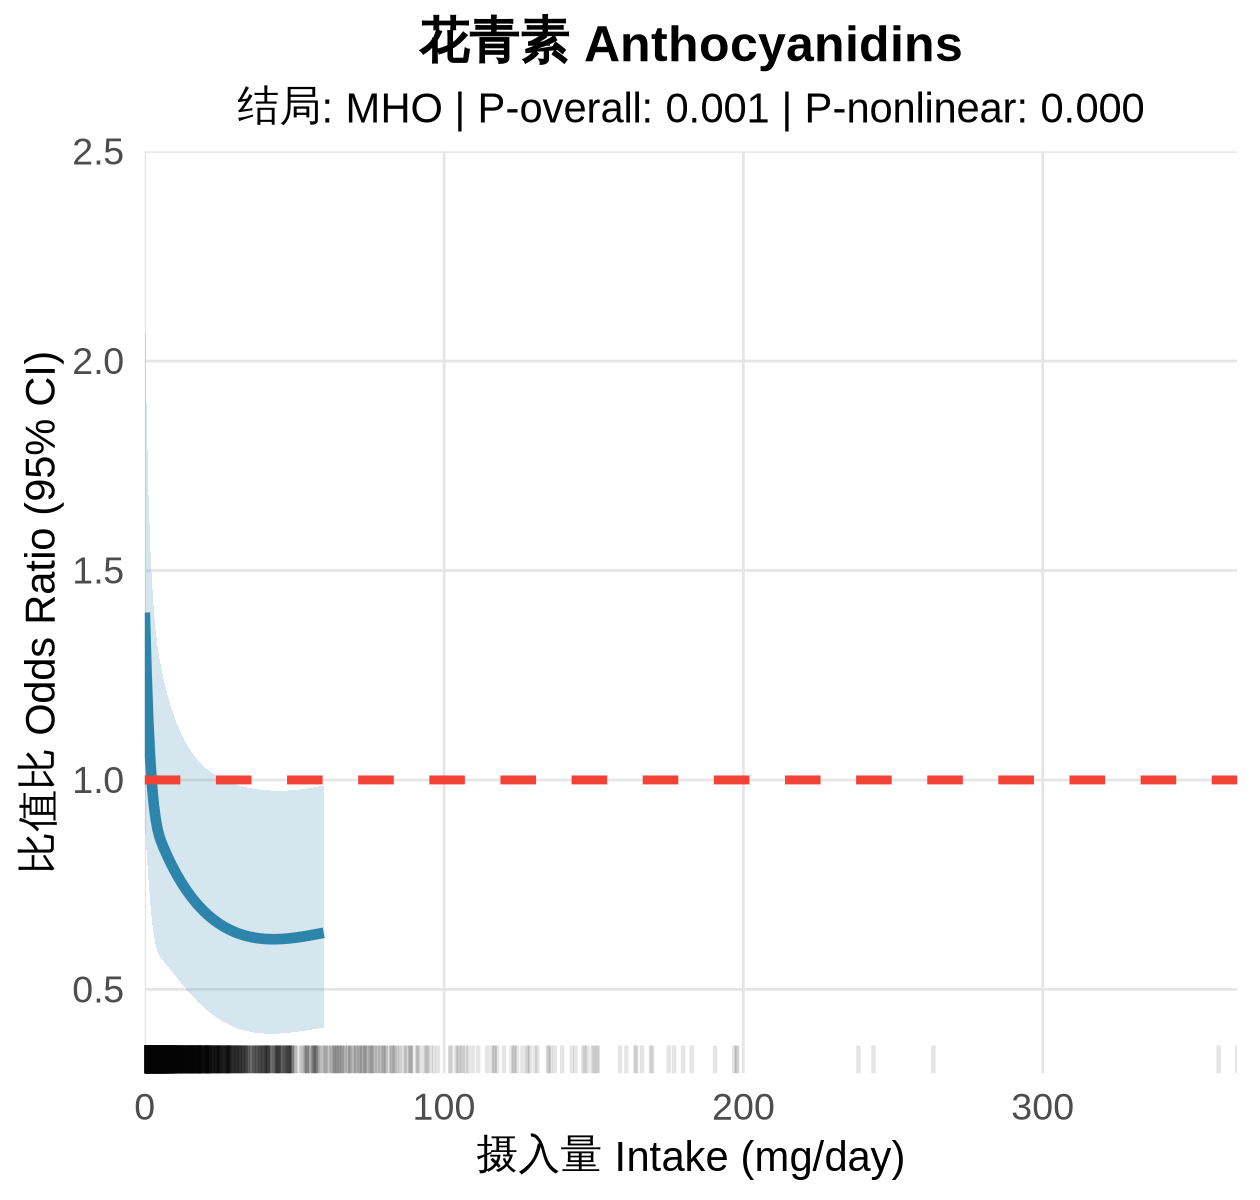 花青素 Anthocyanidins
结局: MHO | P-overall: 0.001 | P-nonlinear: 0.000
比值比 Odds Ratio (95% CI)
2.5
2.0
1.5
1.0
0.5
0 100 200 300
摄入量 Intake (mg/day)